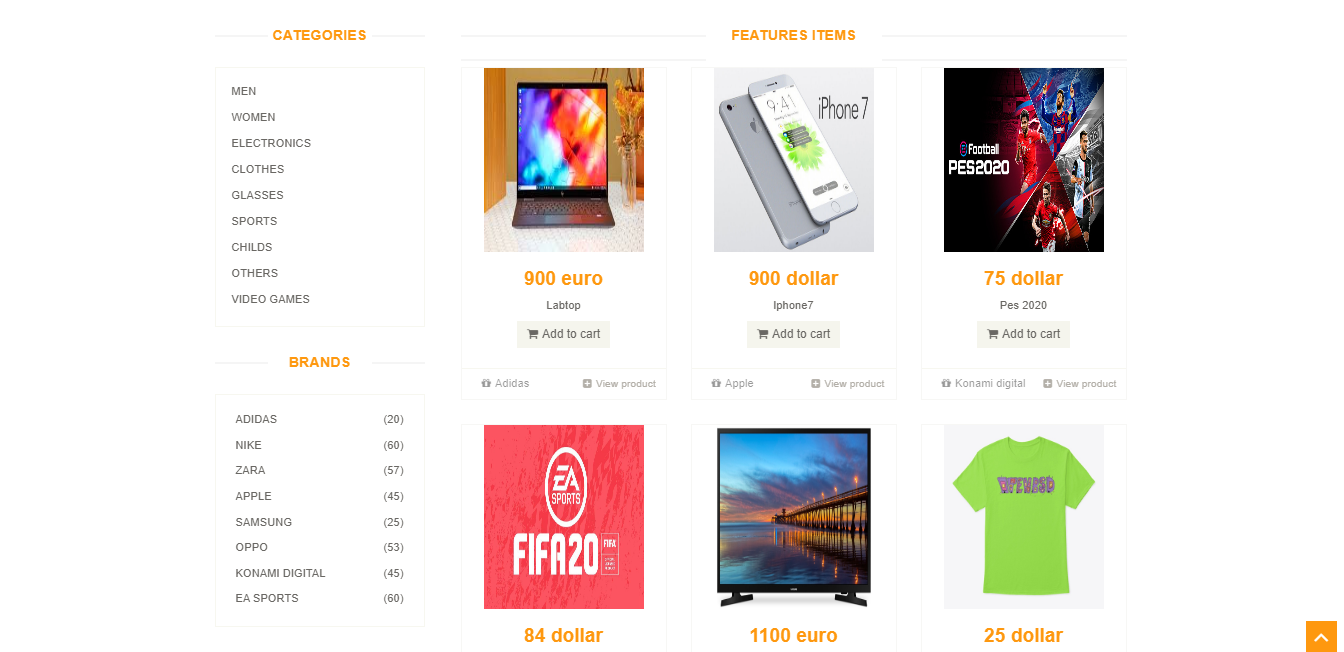 CATEGORIES
MEN
WOMEN
ELECTRONICS
CLOTHES
GLASSES
SPORTS
CHILDS
OTHERS
VIDEO GAMES
BRANDS
ADIDAS (20)
NIKE (60)
ZARA (57)
APPLE (45)
SAMSUNG (25)
OPPO (53)
KONAMI DIGITAL (45)
EA SPORTS (60)
FEATURES ITEMS
900 euro
Labtop
Add to cart
Adidas View product
9:41
iPhone 7
900 dollar
Iphone7
Add to cart
Apple View product
eFootball
PES2020
75 dollar
Pes 2020
Add to cart
Konami digital View product
EA
SPORTS
FIFA20
FIFA
84 dollar
1100 euro
25 dollar